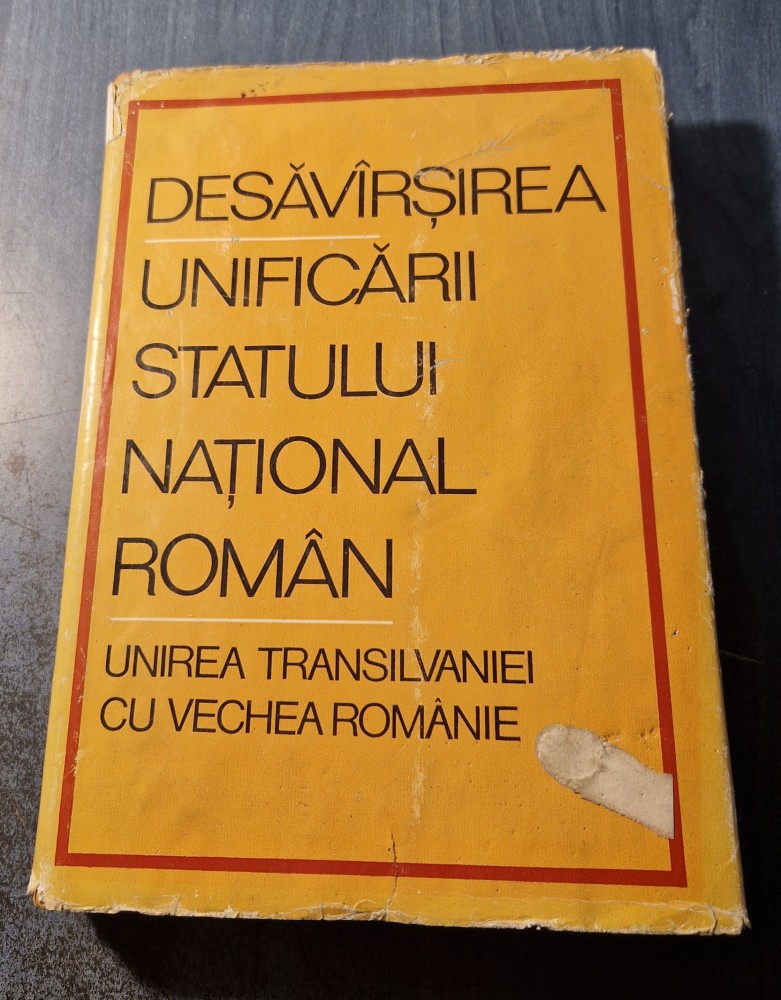 DESĂVÎRȘIREA
UNIFICĂRII
STATULUI
NAȚIONAL
ROMÂN
UNIREA TRANSILVANIEI
CU VECHEA ROMÂNIE